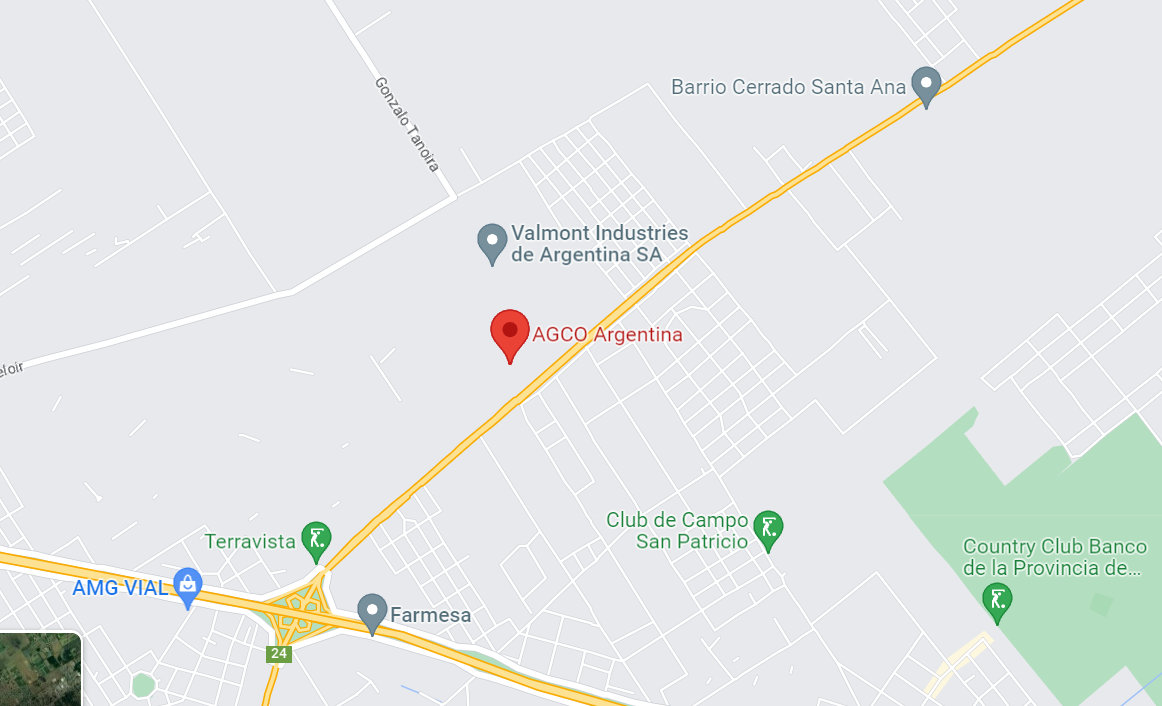 Gonzalo Tanoira
Barrio Cerrado Santa Ana
Valmont Industries
de Argentina SA
AGCO Argentina
eloir
Club de Campo
San Patricio
Terravista
Country Club Banco
de la Provincia de...
AMG VIAL
Farmesa
24